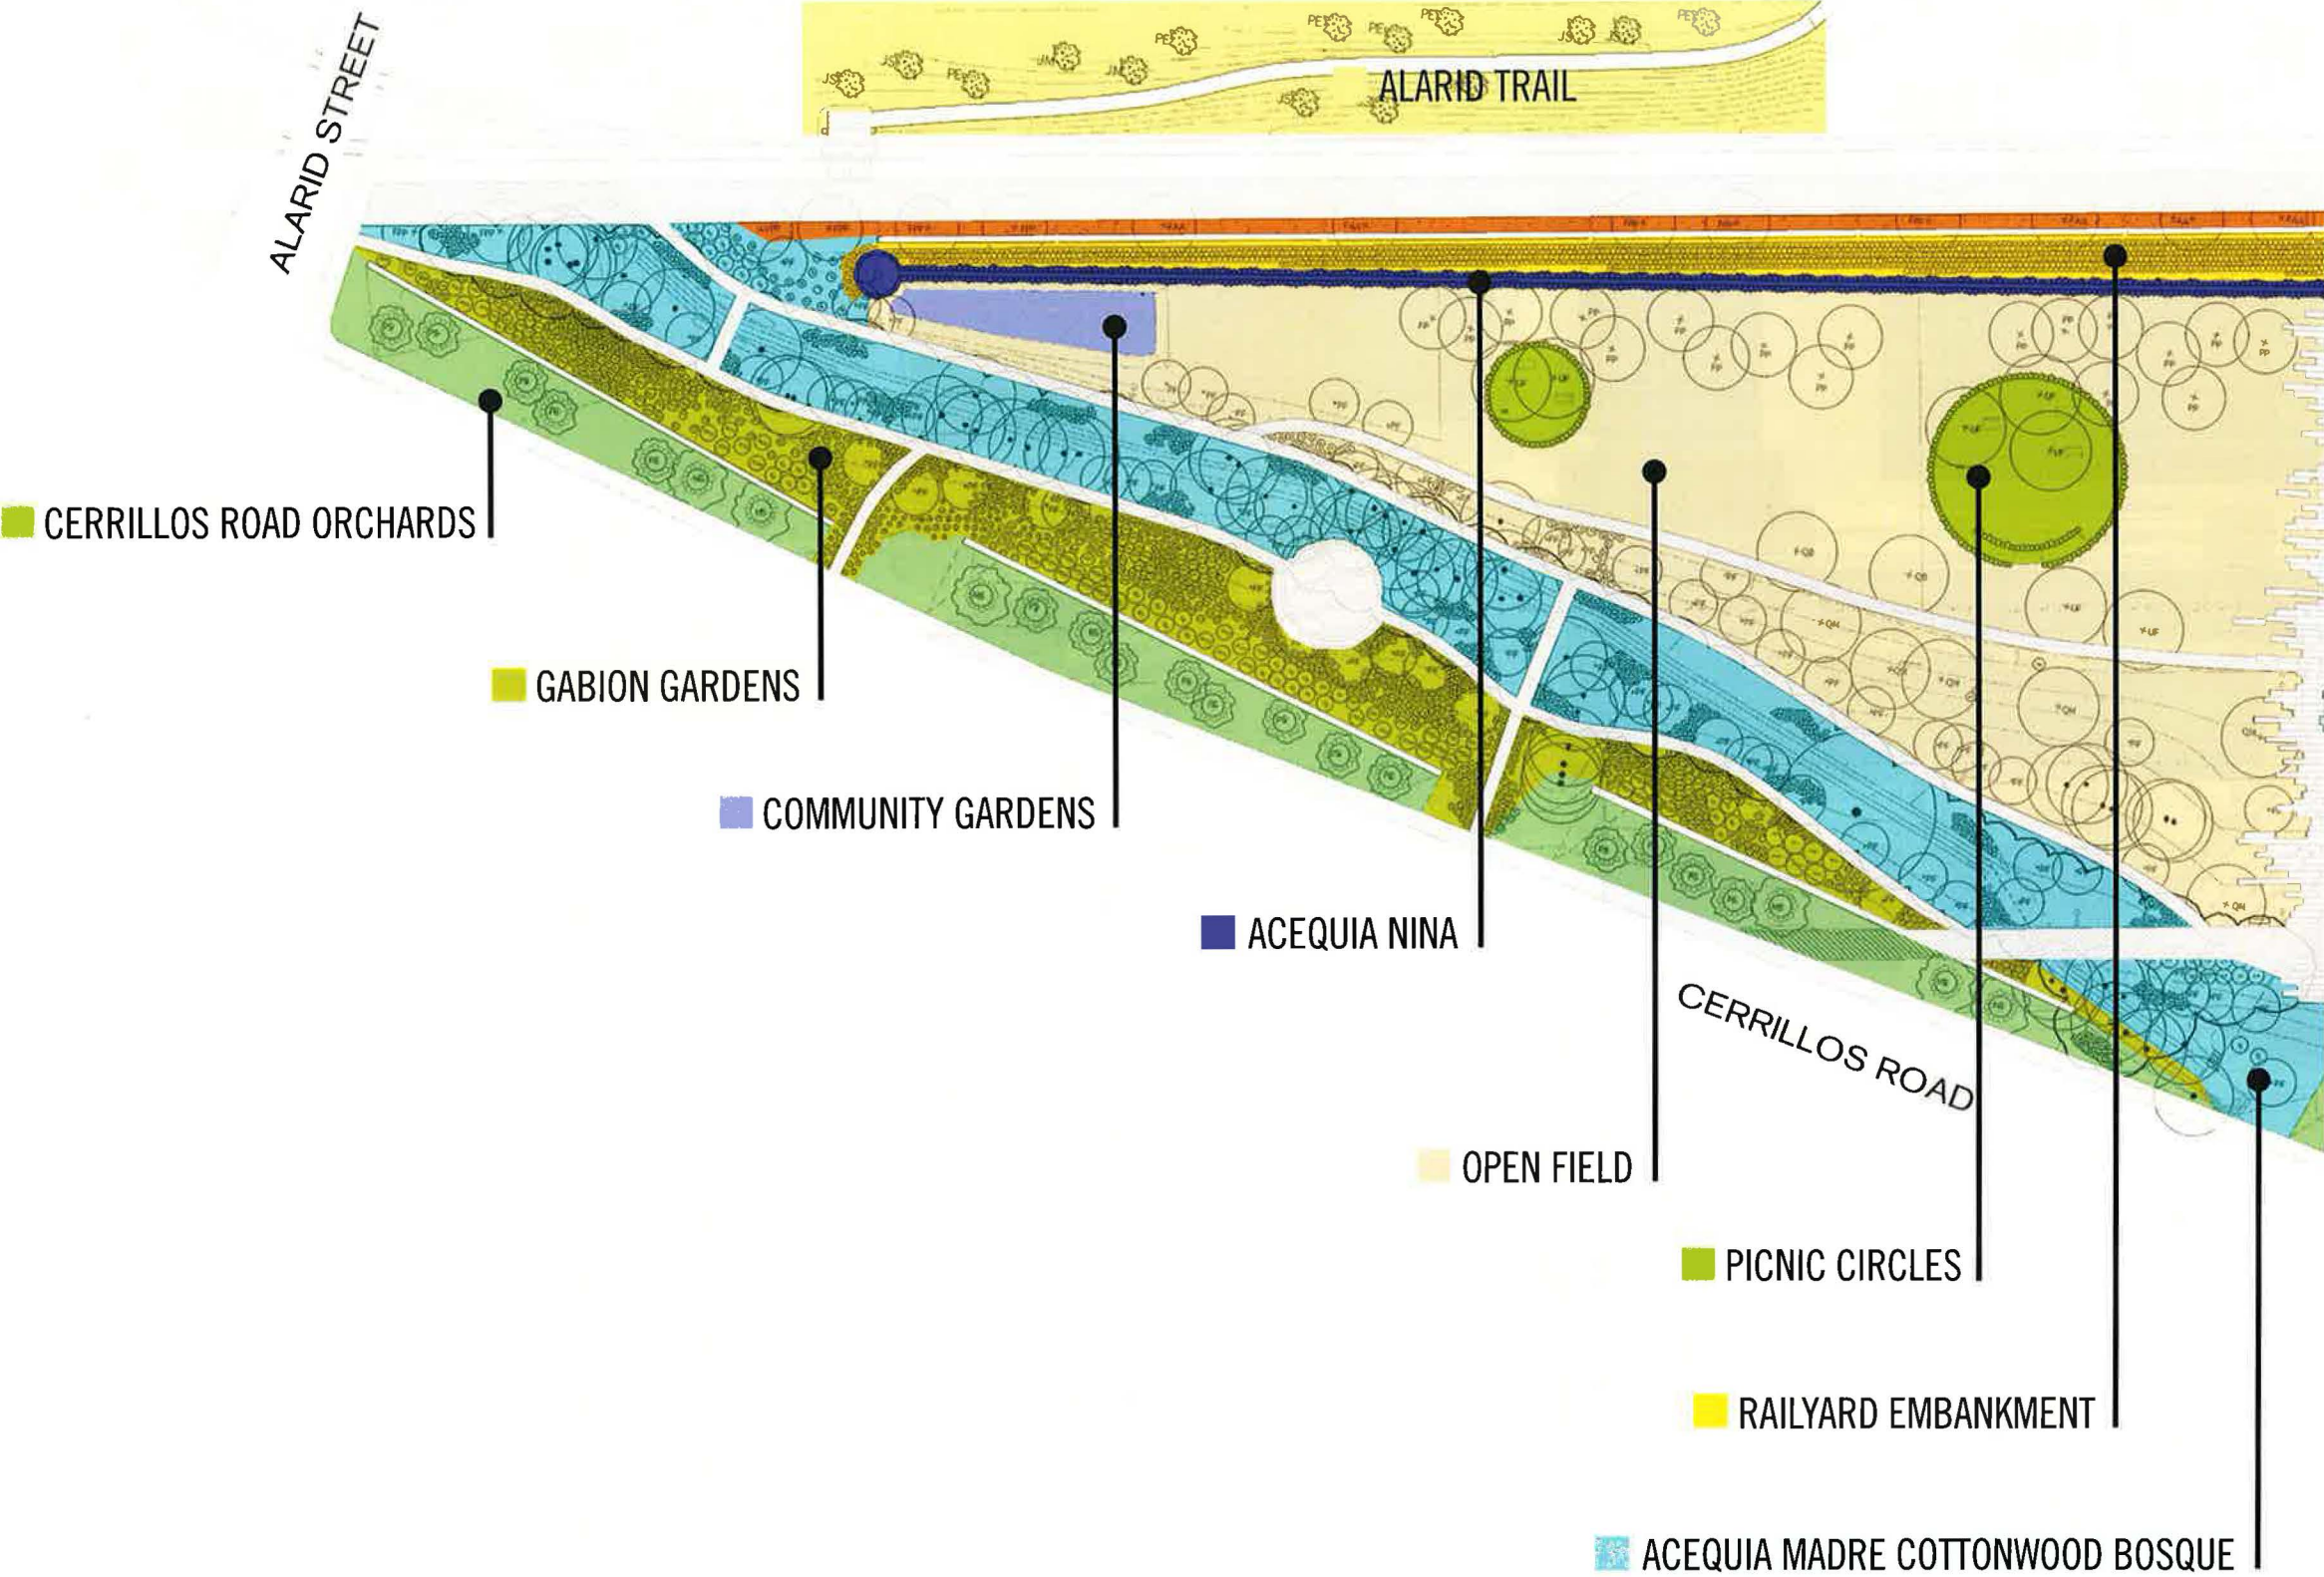 ALARID STREET
ALARID TRAIL
CERRILLOS ROAD ORCHARDS
GABION GARDENS
COMMUNITY GARDENS
ACEQUIA NINA
CERRILLOS ROAD
OPEN FIELD
PICNIC CIRCLES
RAILYARD EMBANKMENT
ACEQUIA MADRE COTTONWOOD BOSQUE